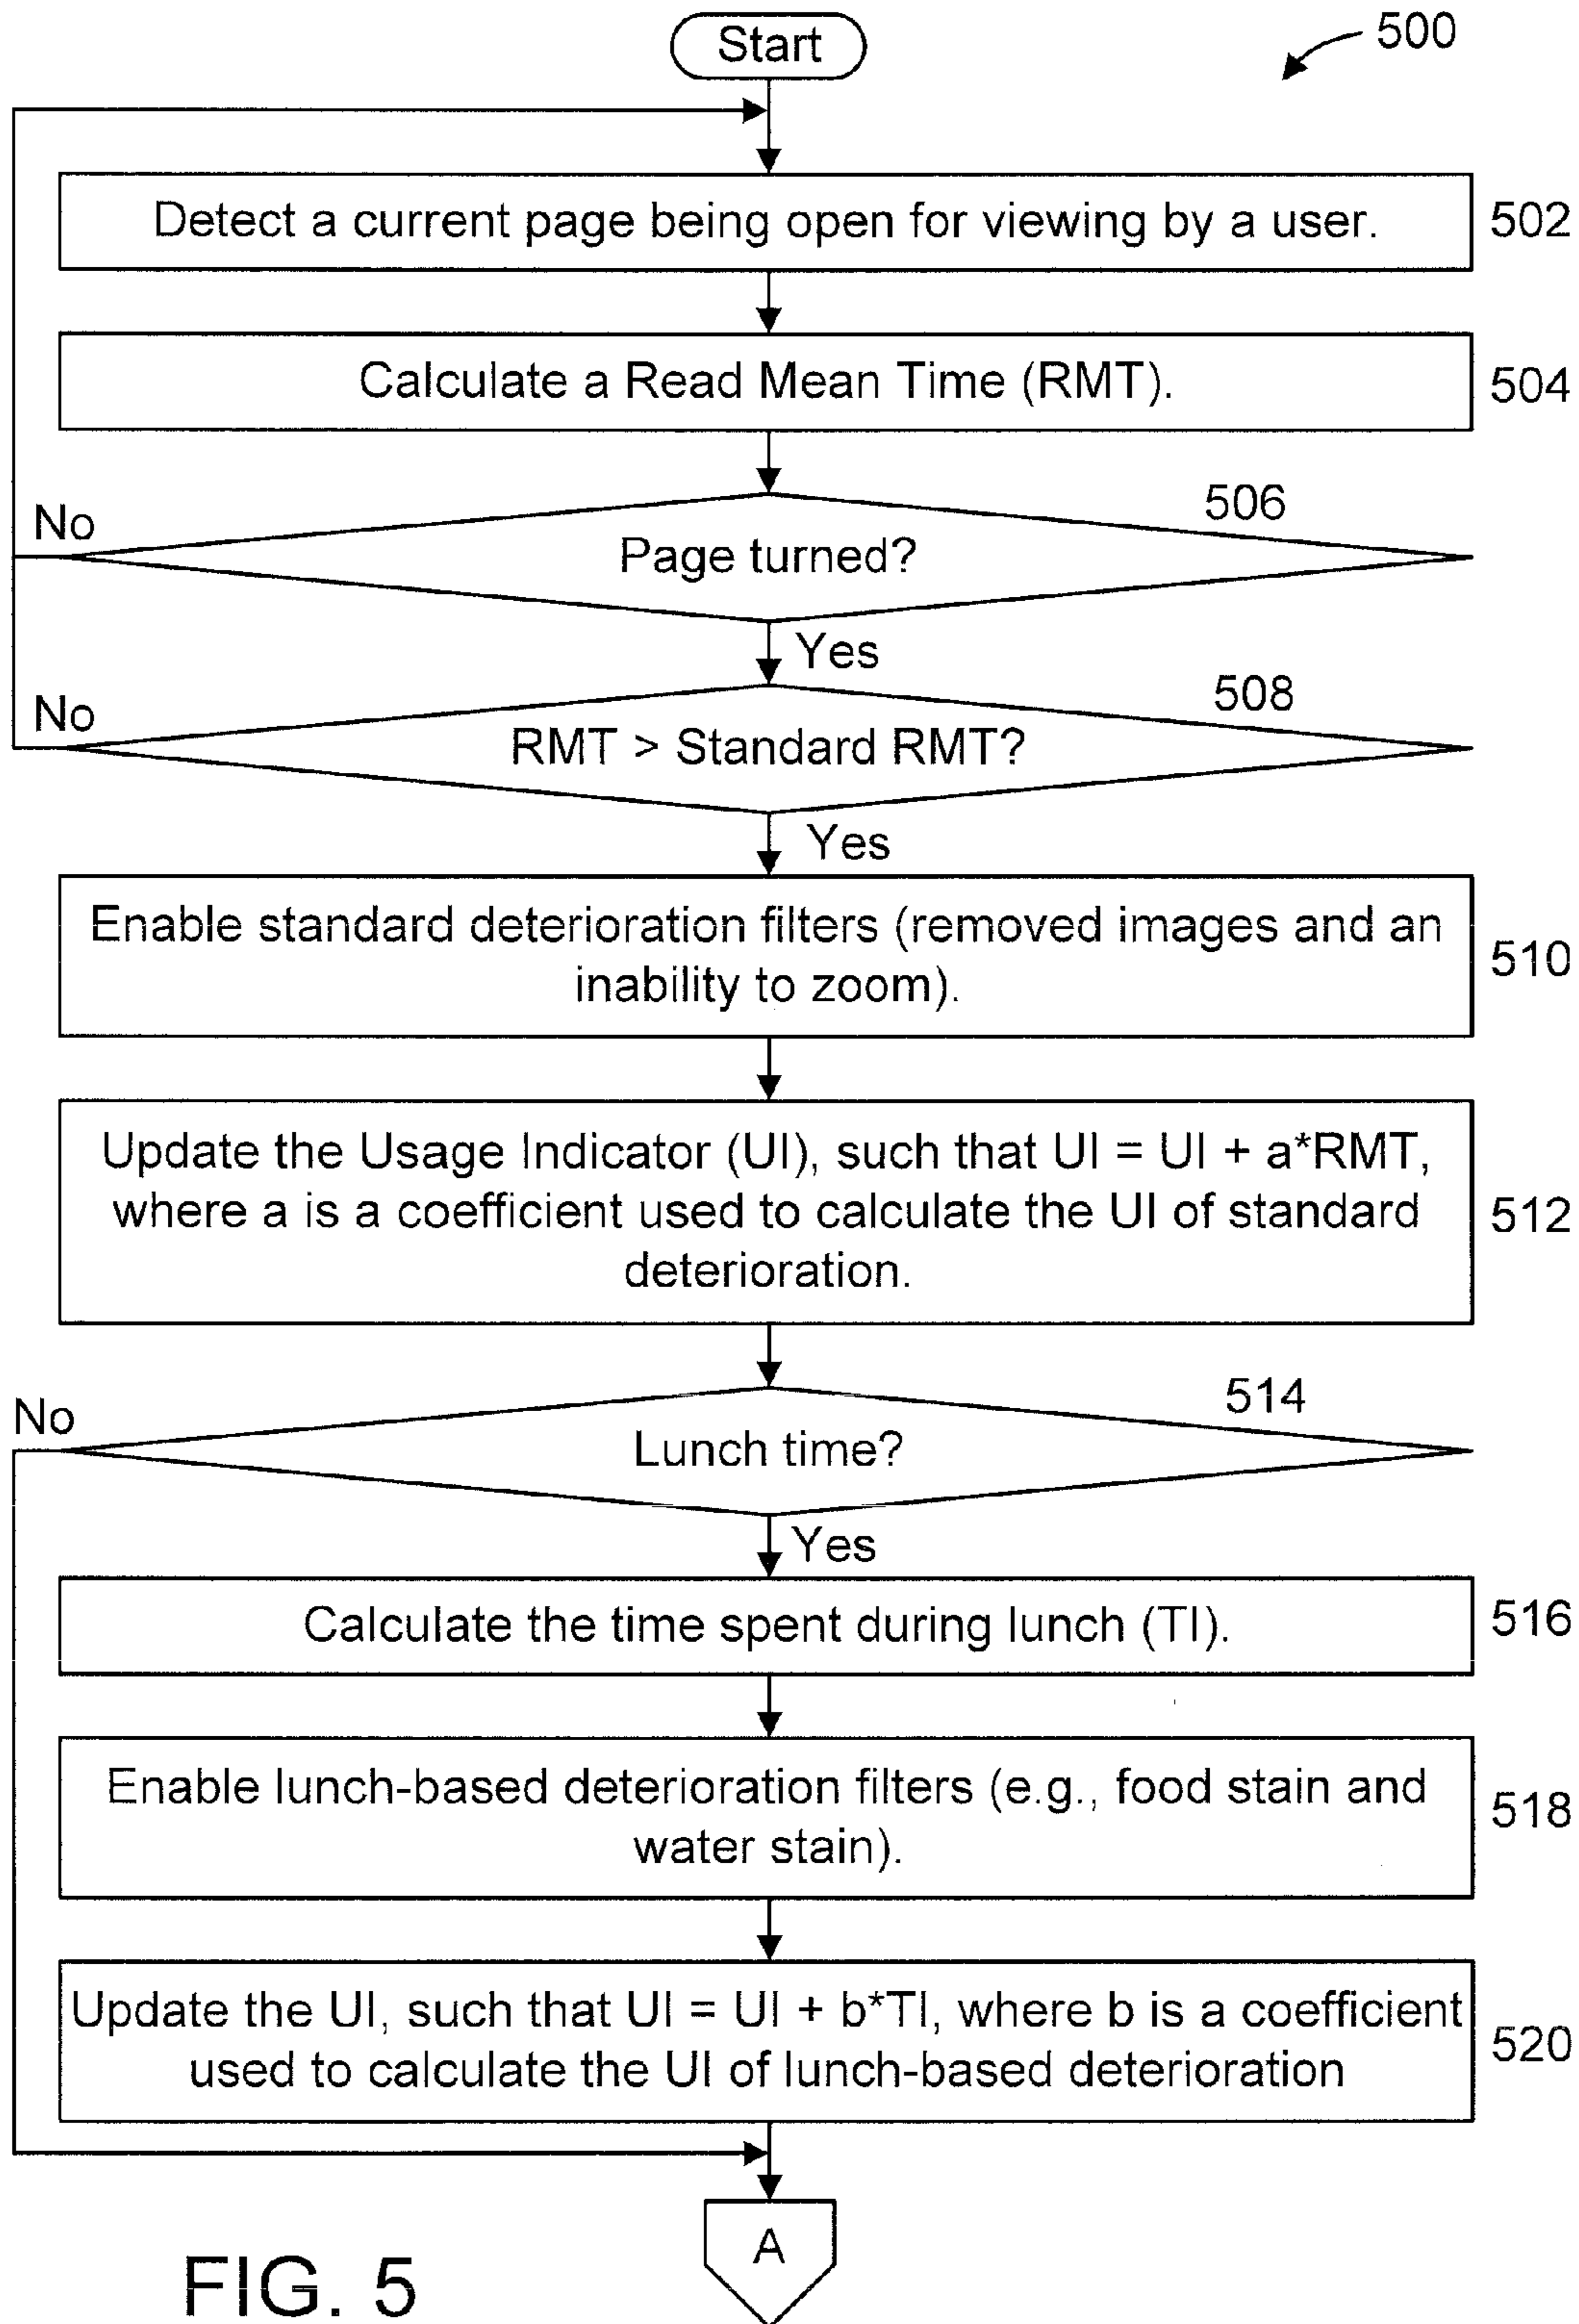 Start
500
Detect a current page being open for viewing by a user.
502
Calculate a Read Mean Time (RMT).
504
506
No
Page turned?
Yes
508
No
RMT > Standard RMT?
Yes
Enable standard deterioration filters (removed images and an
inability to zoom).
510
Update the Usage Indicator (UI), such that UI = UI + a*RMT,
where a is a coefficient used to calculate the UI of standard
deterioration.
512
514
No
Lunch time?
Yes
Calculate the time spent during lunch (Tl).
516
Enable lunch-based deterioration filters (e.g., food stain and
water stain).
518
Update the UI, such that UI = UI + b*Tl, where b is a coefficient
used to calculate the UI of lunch-based deterioration
520
A
FIG. 5